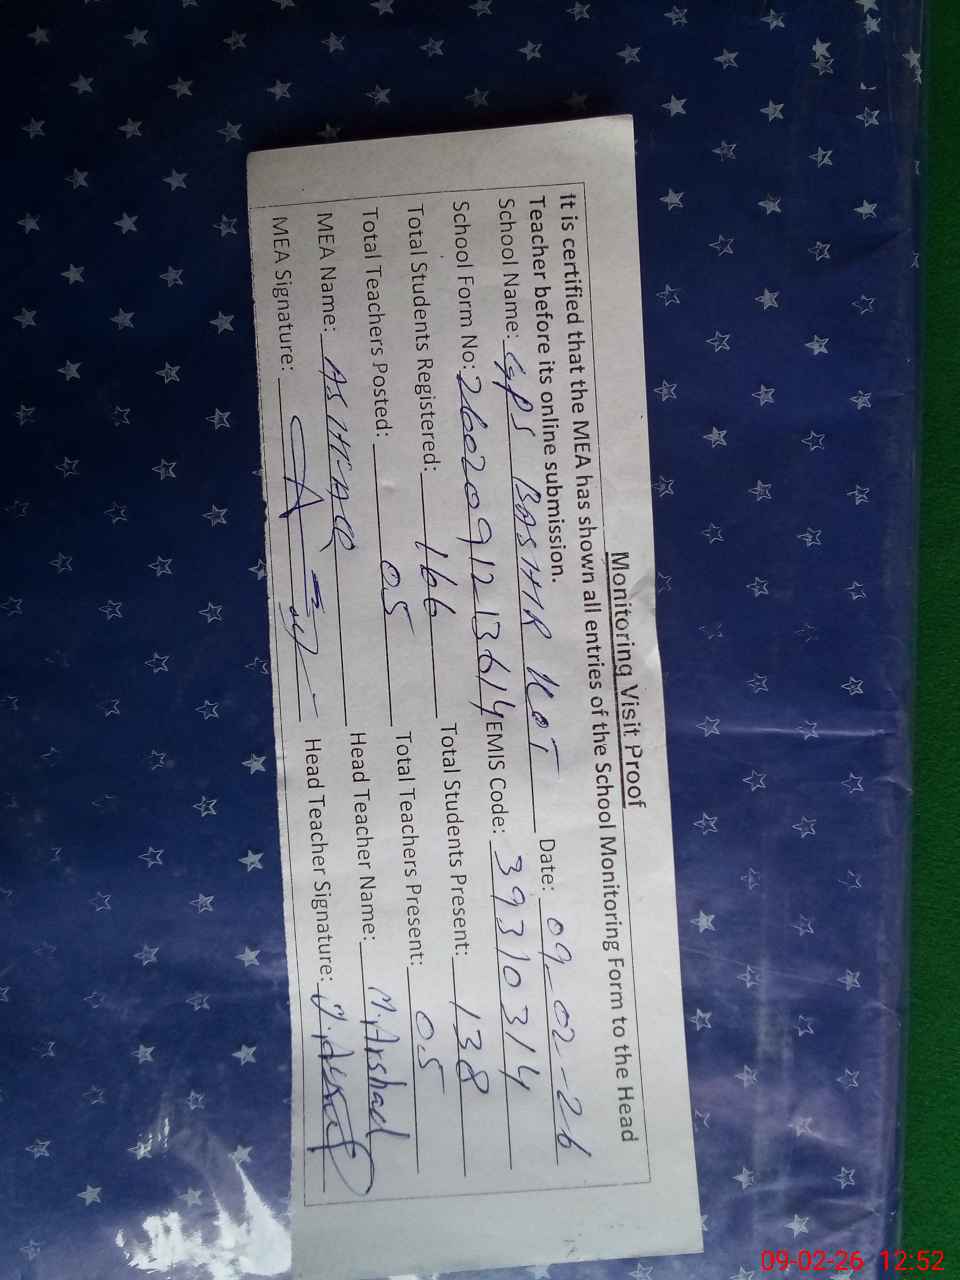 Monitoring Visit Proof
It is certified that the MEA has shown all entries of the School Monitoring Form to the Head
Teacher before its online submission.
School Name: GPS BASHIR KOT Date: 09-02-26
School Form No: 2602091213614 EMIS Code: 39310314
Total Students Registered: 166 Total Students Present: 138
Total Teachers Posted: 05 Total Teachers Present: 05
MEA Name: ASHFAQ Head Teacher Name: M. Arshad
MEA Signature: Head Teacher Signature:
09-02-26 12:52